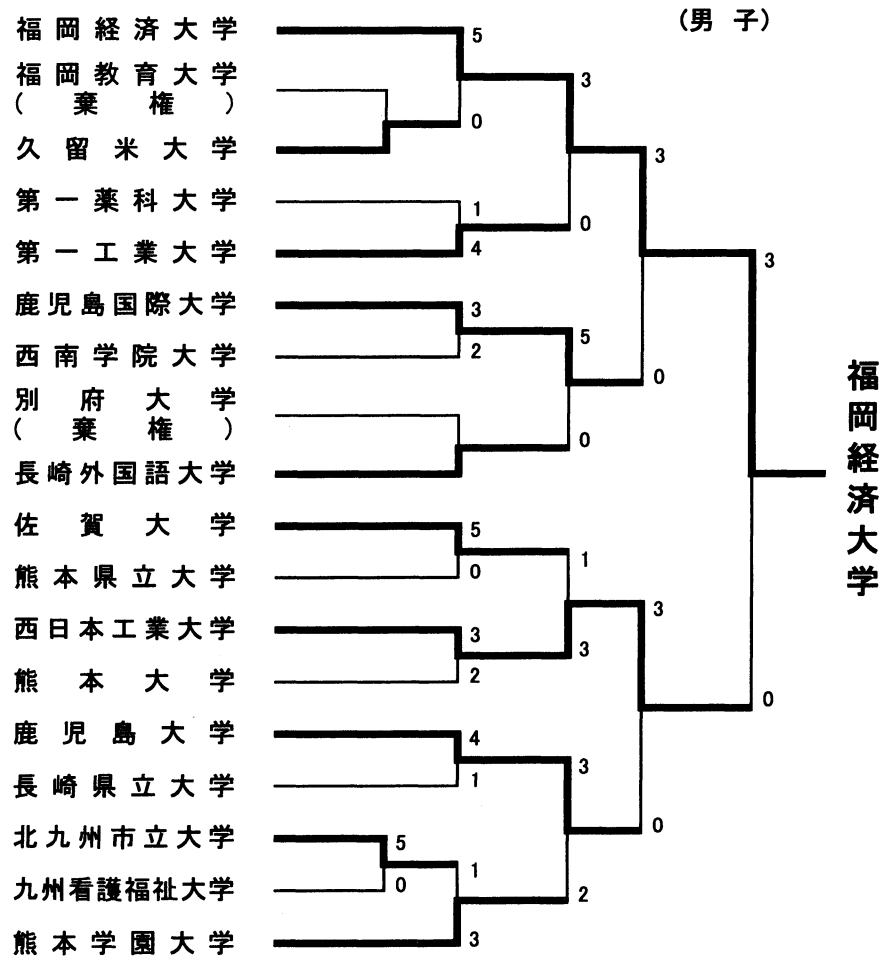 (男子)
福岡経済大学
5
福岡教育大学
(棄権)
3
0
久留米大学
3
第一薬科大学
1
0
第一工業大学
4
3
鹿児島国際大学
3
5
西南学院大学
2
0
別府大学
(棄権)
0
長崎外国語大学
福岡経済大学
佐賀大学
5
1
熊本県立大学
0
3
西日本工業大学
3
3
熊本大学
2
0
鹿児島大学
4
3
長崎県立大学
1
0
北九州市立大学
5
1
九州看護福祉大学
0
2
熊本学園大学
3